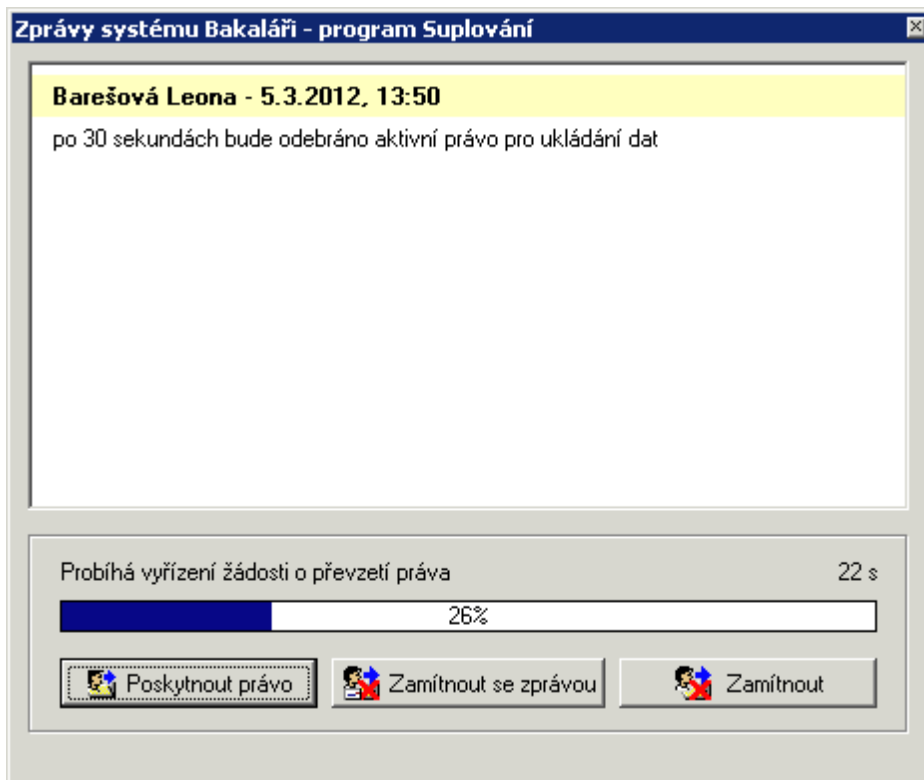 Zprávy systému Bakaláři - program Suplování
Barešová Leona - 5.3.2012, 13:50
po 30 sekundách bude odebráno aktivní právo pro ukládání dat
Probíhá vyřízení žádosti o převzetí práva 22 s
26%
Poskytnout právo Zamítnout se zprávou Zamítnout